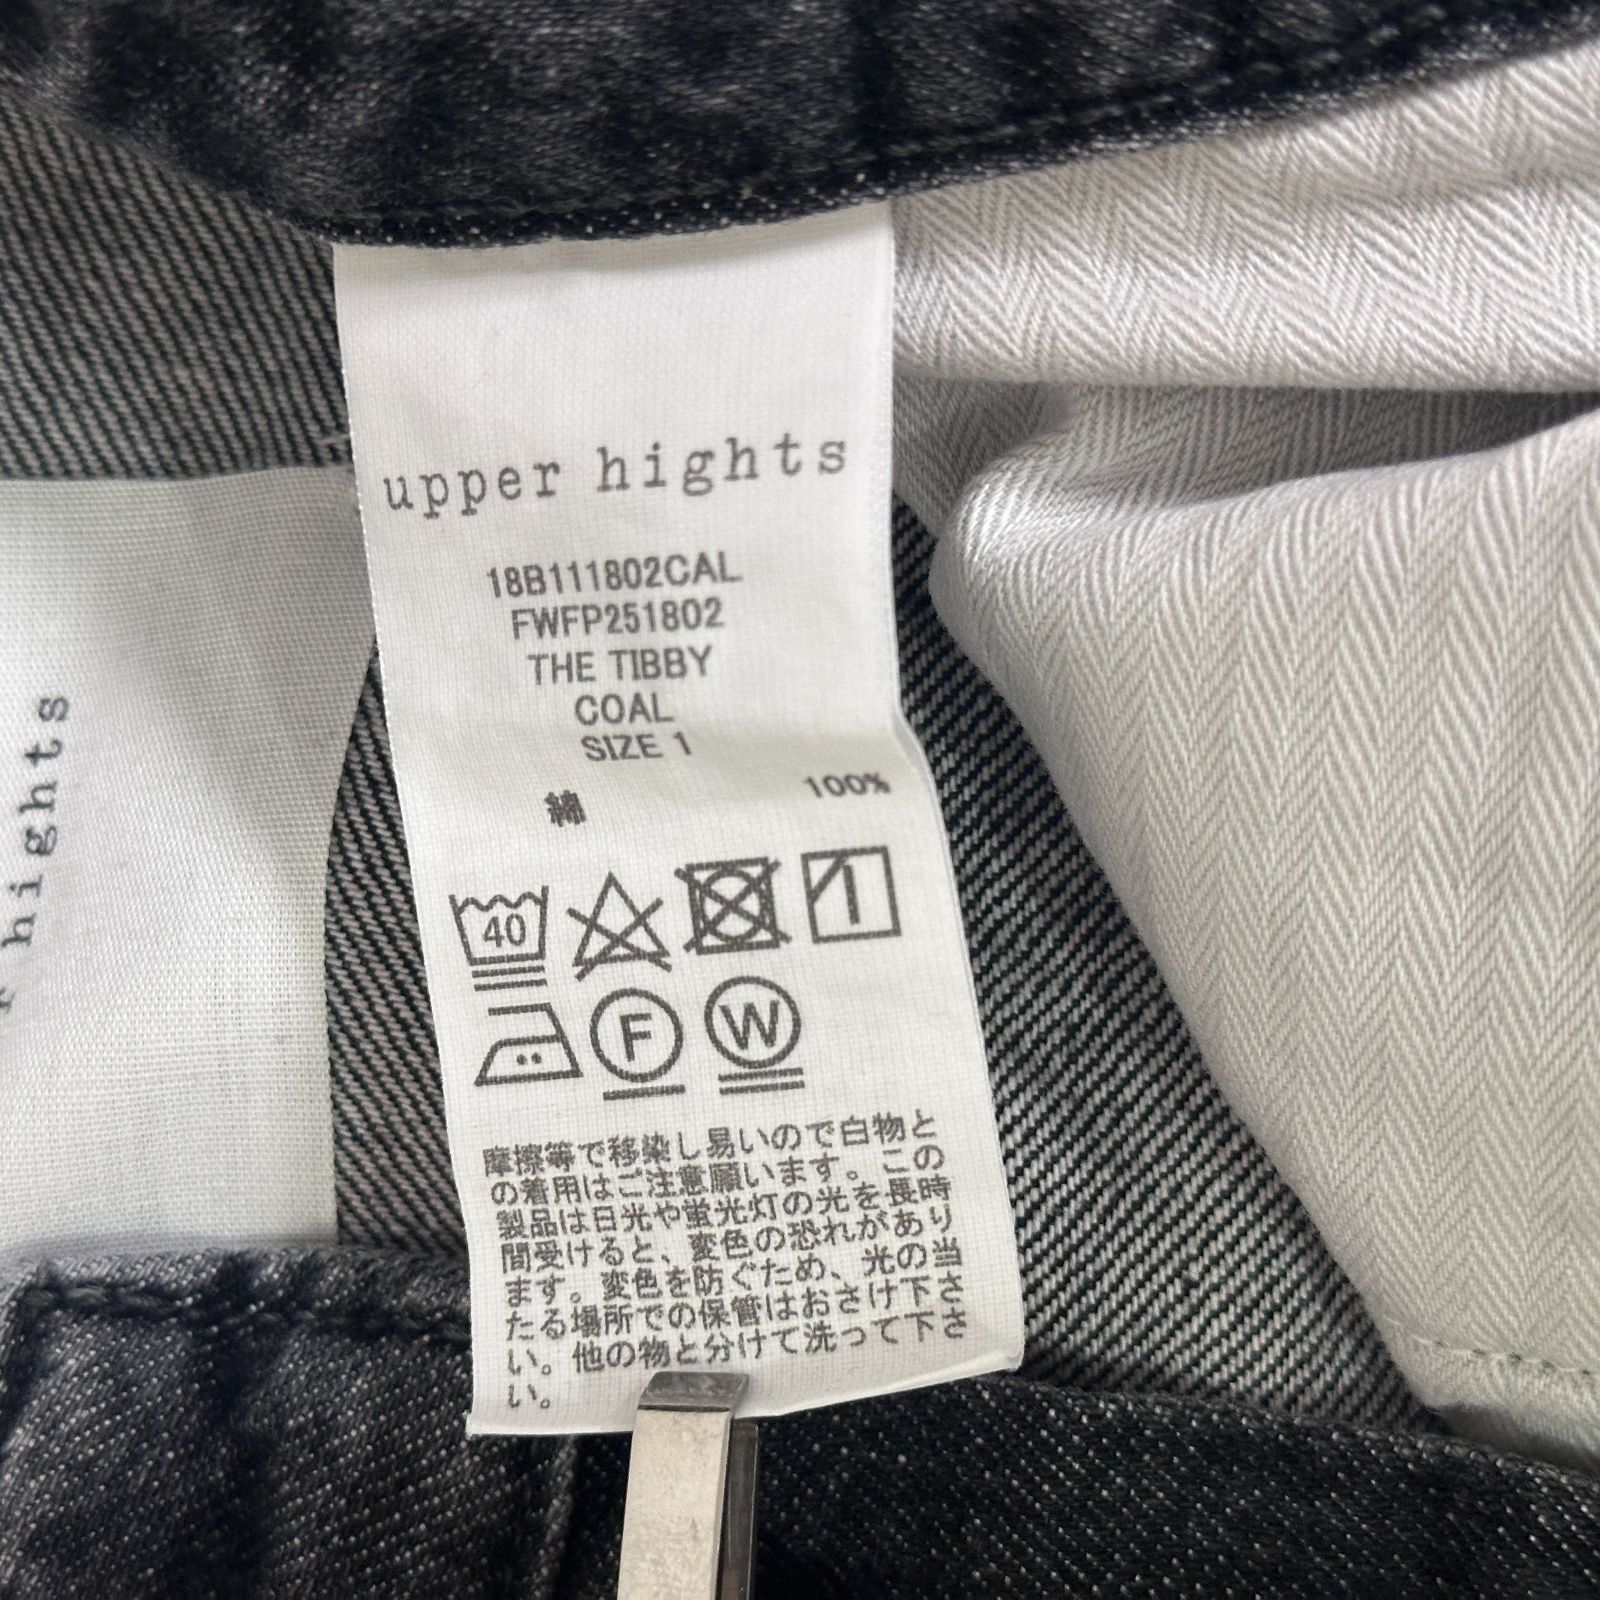 upper hights
18B111802CAL
FWFP251802
THE TIBBY
COAL
SIZE 1
綿 100%
40
F
W
摩擦等で移染し易いので白物と
の着用はご注意願います。この
製品は日光や蛍光灯の光を長時
間受けると、変色の恐れがあり
ます。変色を防ぐため、光の当
たる場所での保管はおさけ下さ
い。他の物と分けて洗って下さ
い。
r hights